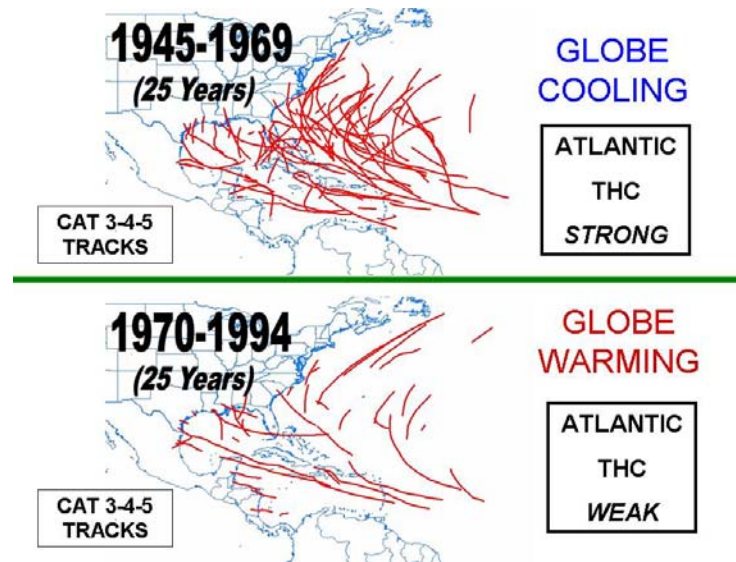 1945-1969
(25 Years)
CAT 3-4-5
TRACKS
GLOBE
COOLING
ATLANTIC
THC
STRONG
1970-1994
(25 Years)
CAT 3-4-5
TRACKS
GLOBE
WARMING
ATLANTIC
THC
WEAK